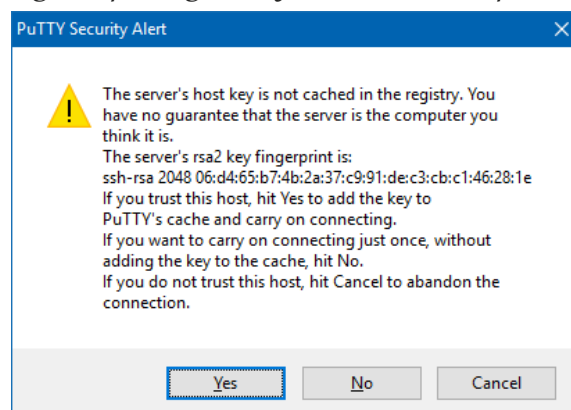 PuTTY Security Alert
The server's host key is not cached in the registry. You
have no guarantee that the server is the computer you
think it is.
The server's rsa2 key fingerprint is:
ssh-rsa 2048 06:d4:65:b7:4b:2a:37:c9:91:de:c3:cb:c1:46:28:1e
If you trust this host, hit Yes to add the key to
PuTTY's cache and carry on connecting.
If you want to carry on connecting just once, without
adding the key to the cache, hit No.
If you do not trust this host, hit Cancel to abandon the
connection.
Yes No Cancel